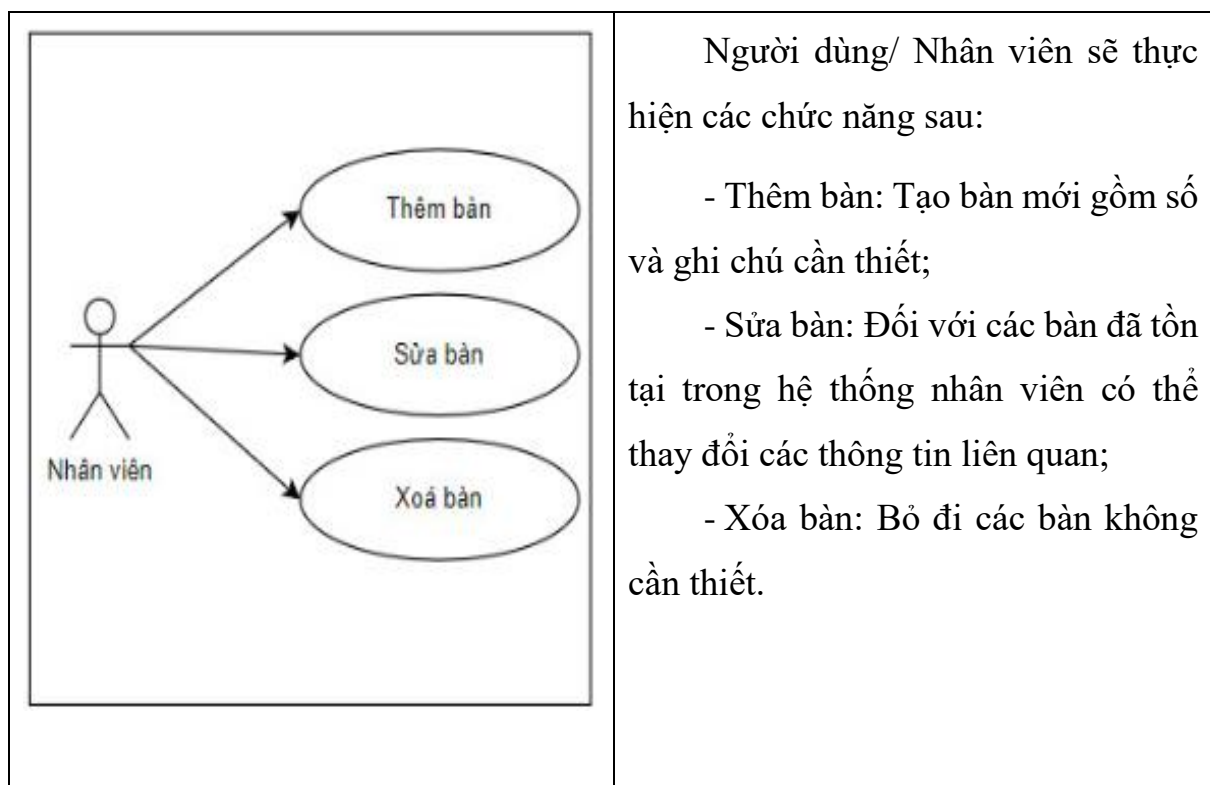 Thêm bàn
Sửa bàn
Xoá bàn
Nhân viên
Người dùng/ Nhân viên sẽ thực
hiện các chức năng sau:
- Thêm bàn: Tạo bàn mới gồm số
và ghi chú cần thiết;
- Sửa bàn: Đối với các bàn đã tồn
tại trong hệ thống nhân viên có thể
thay đổi các thông tin liên quan;
- Xóa bàn: Bỏ đi các bàn không
cần thiết.